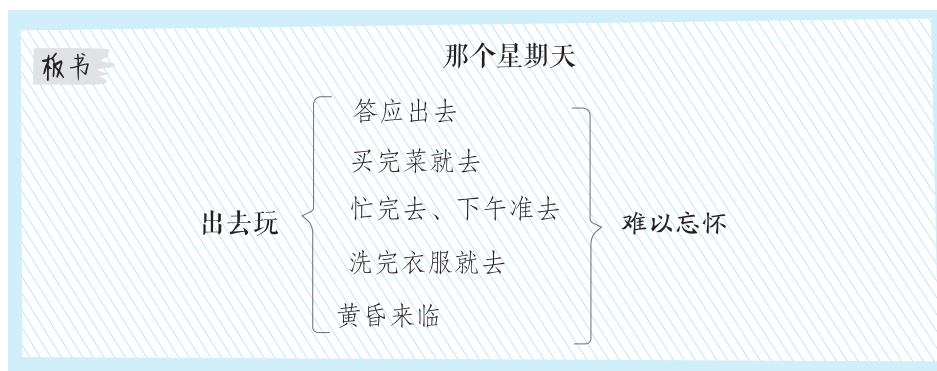 板书
那个星期天
答应出去
买完菜就去
忙完去、下午准去
出去玩
难以忘怀
洗完衣服就去
黄昏来临